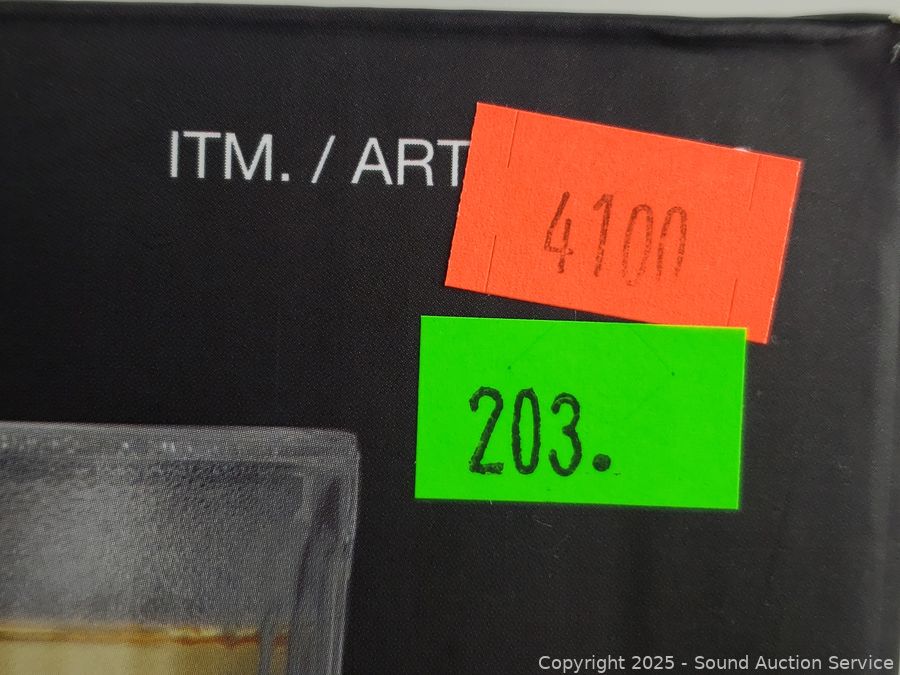 ITM. / ART
4100
203.
Copyright 2025 - Sound Auction Service